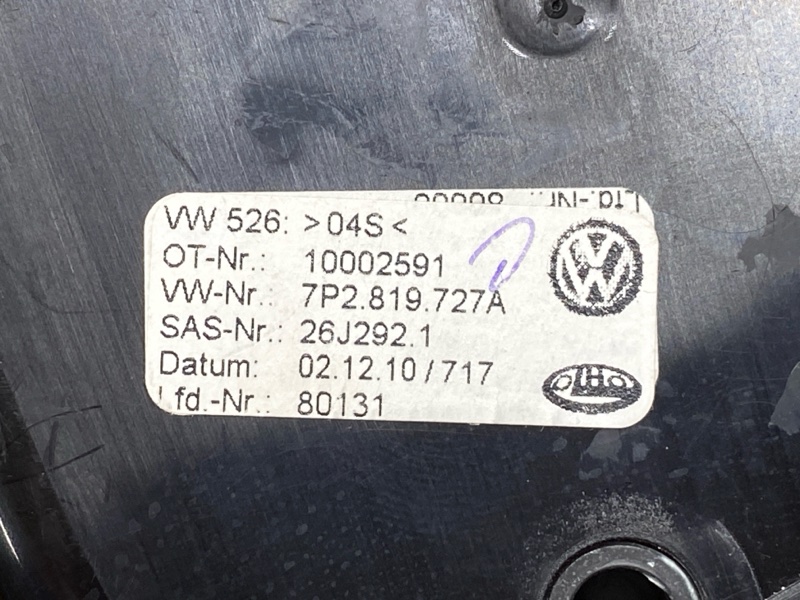 VW 526: >04S<
OT-Nr.: 10002591
VW-Nr.: 7P2.819.727A
SAS-Nr.: 26J292.1
Datum: 02.12.10/717
Lfd.-Nr.: 80131
OTTO